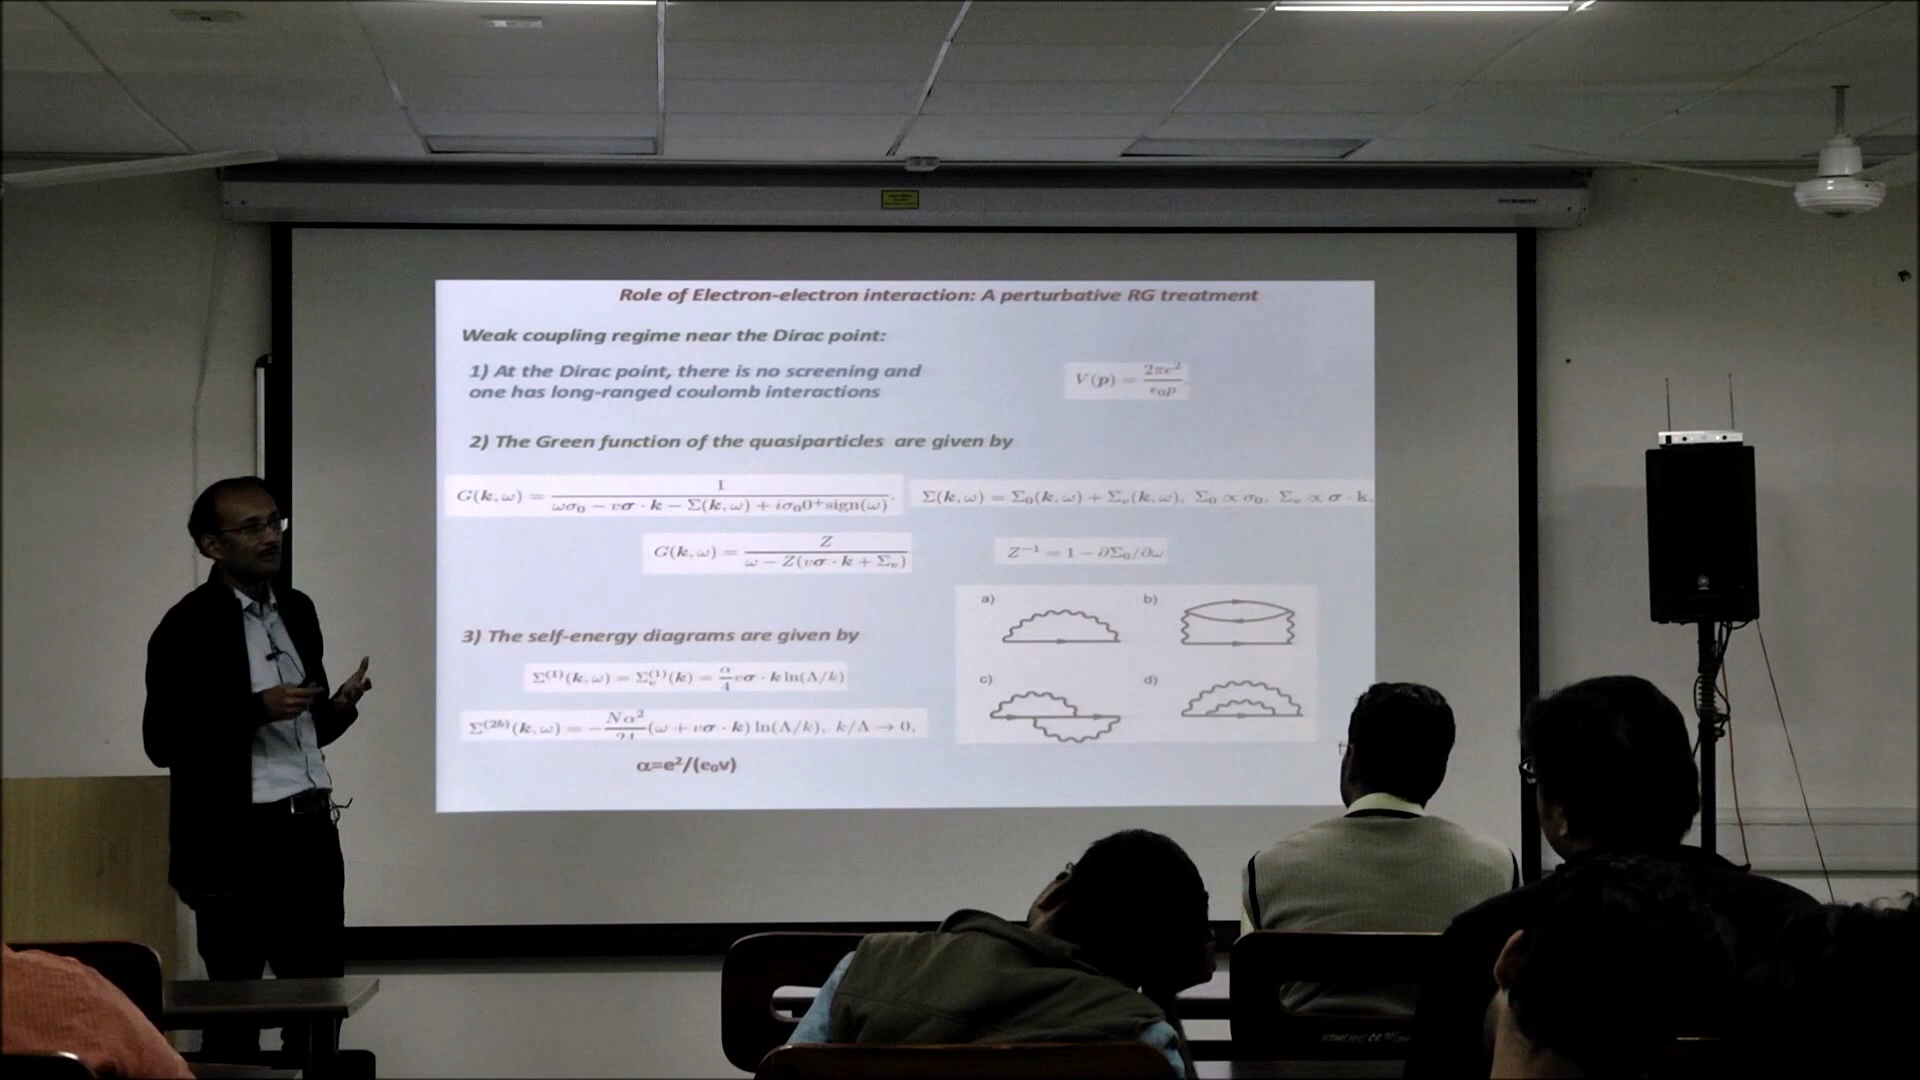 Role of Electron-electron interaction: A perturbative RG treatment
Weak coupling regime near the Dirac point:
1) At the Dirac point, there is no screening and
one has long-ranged coulomb interactions
V(p) = 2πe²/ϵ₀p.
2) The Green function of the quasiparticles are given by
G(k,ω) = 1/(ωσ₀ − vσ · k − Σ(k,ω) + iσ₀0⁺sign(ω)).
Σ(k,ω) = Σ₀(k,ω) + Σᵥ(k,ω), Σ₀ ∝ σ₀, Σᵥ ∝ σ · k.
G(k,ω) = Z/(ω − Z(vσ · k + Σᵥ))
Z⁻¹ = 1 − ∂Σ₀/∂ω
a)
b)
3) The self-energy diagrams are given by
Σ⁽¹⁾(k,ω) = Σᵥ⁽¹⁾(k) = α/4 vσ · k ln(Λ/k)
c)
d)
Σ⁽²ᵇ⁾(k,ω) = −Nα²/24 (ω + vσ · k) ln(Λ/k), k/Λ → 0,
α=e²/(e₀v)